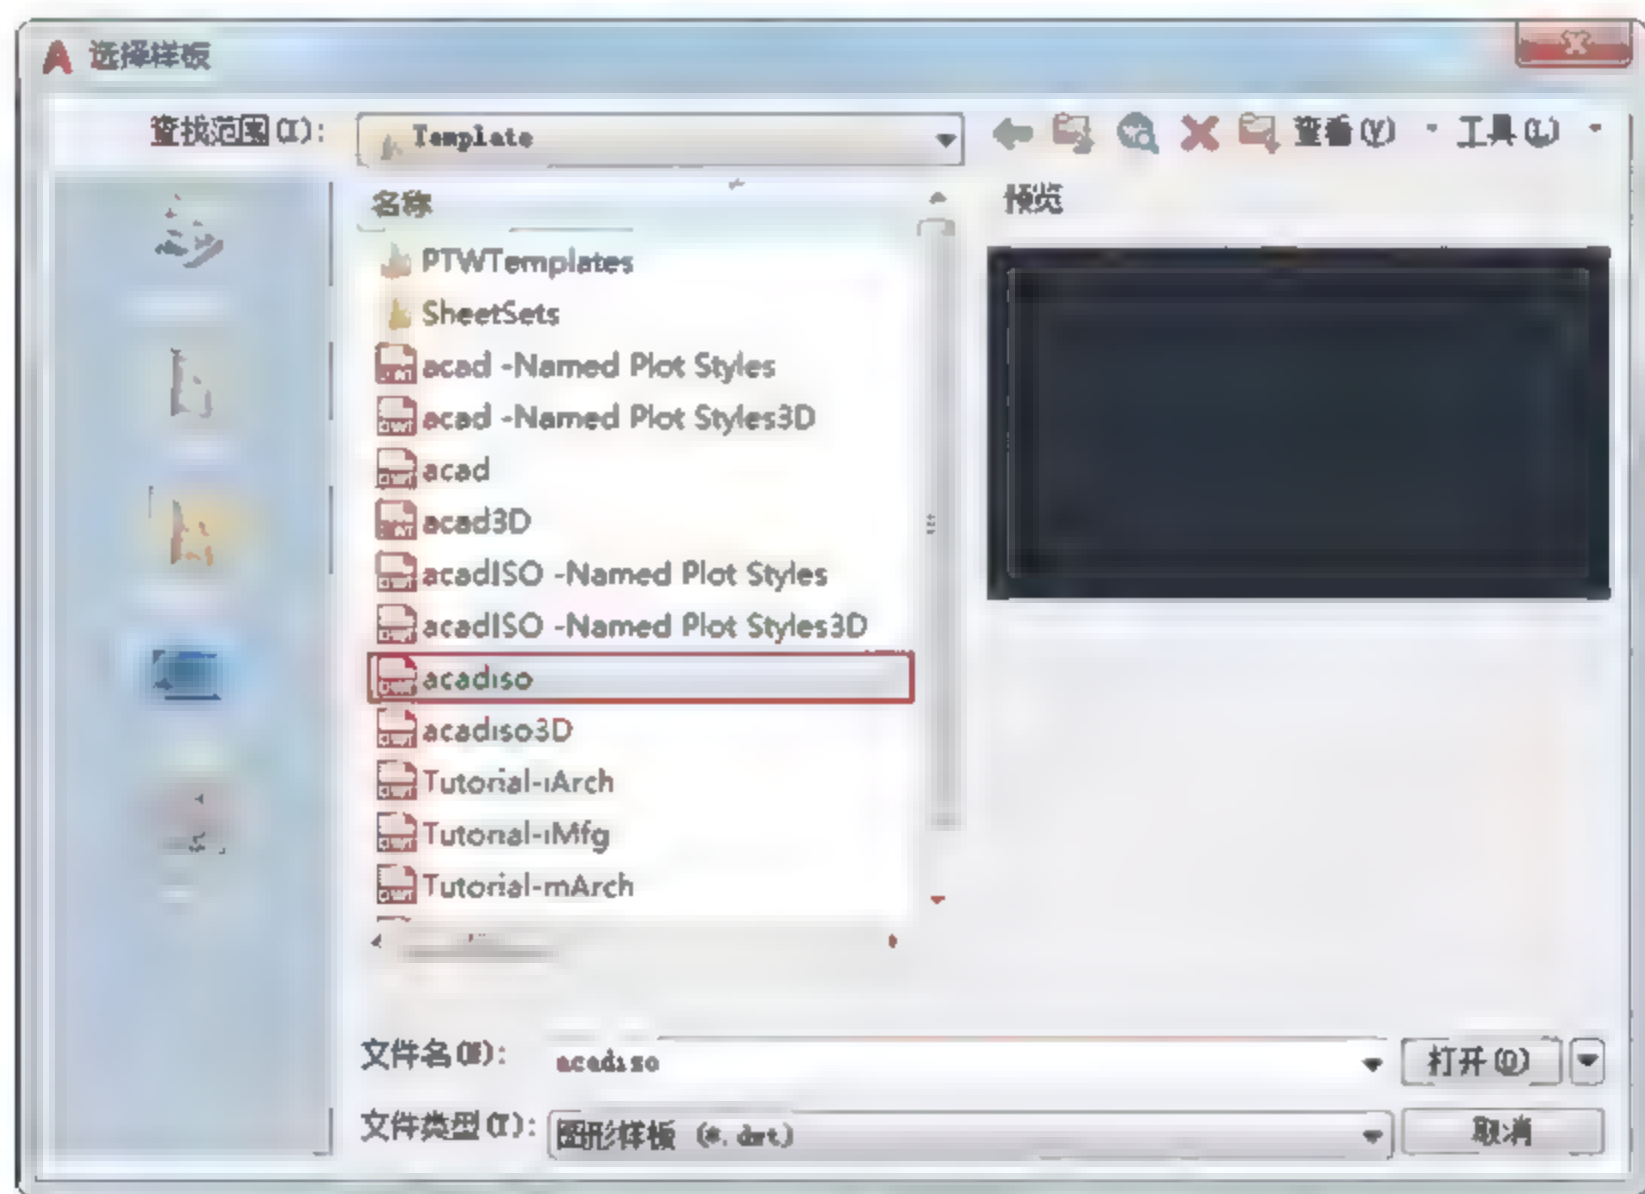 选择样板
查找范围(I): Template 查看(V) 工具(L)
名称
预览
PTWTemplates
SheetSets
acad -Named Plot Styles
acad -Named Plot Styles3D
acad
acad3D
acadISO -Named Plot Styles
acadISO -Named Plot Styles3D
acadiso
acadiso3D
Tutorial-iArch
Tutorial-iMfg
Tutorial-mArch
文件名(N): acadiso 打开(O)
文件类型(T): 图形样板 (*.dwt) 取消